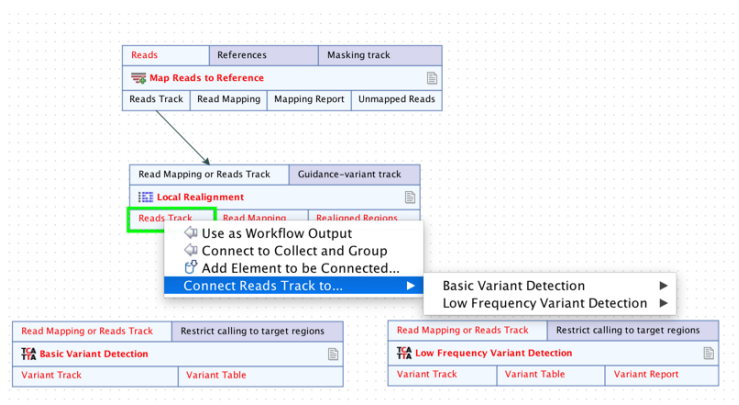 Reads References Masking track
Map Reads to Reference
Reads Track Read Mapping Mapping Report Unmapped Reads
Read Mapping or Reads Track Guidance-variant track
Local Realignment
Reads Track Read Mapping Realigned Regions
Use as Workflow Output
Connect to Collect and Group
Add Element to be Connected...
Connect Reads Track to...
Basic Variant Detection
Low Frequency Variant Detection
Read Mapping or Reads Track Restrict calling to target regions
Basic Variant Detection
Variant Track Variant Table
Read Mapping or Reads Track Restrict calling to target regions
Low Frequency Variant Detection
Variant Track Variant Table Variant Report